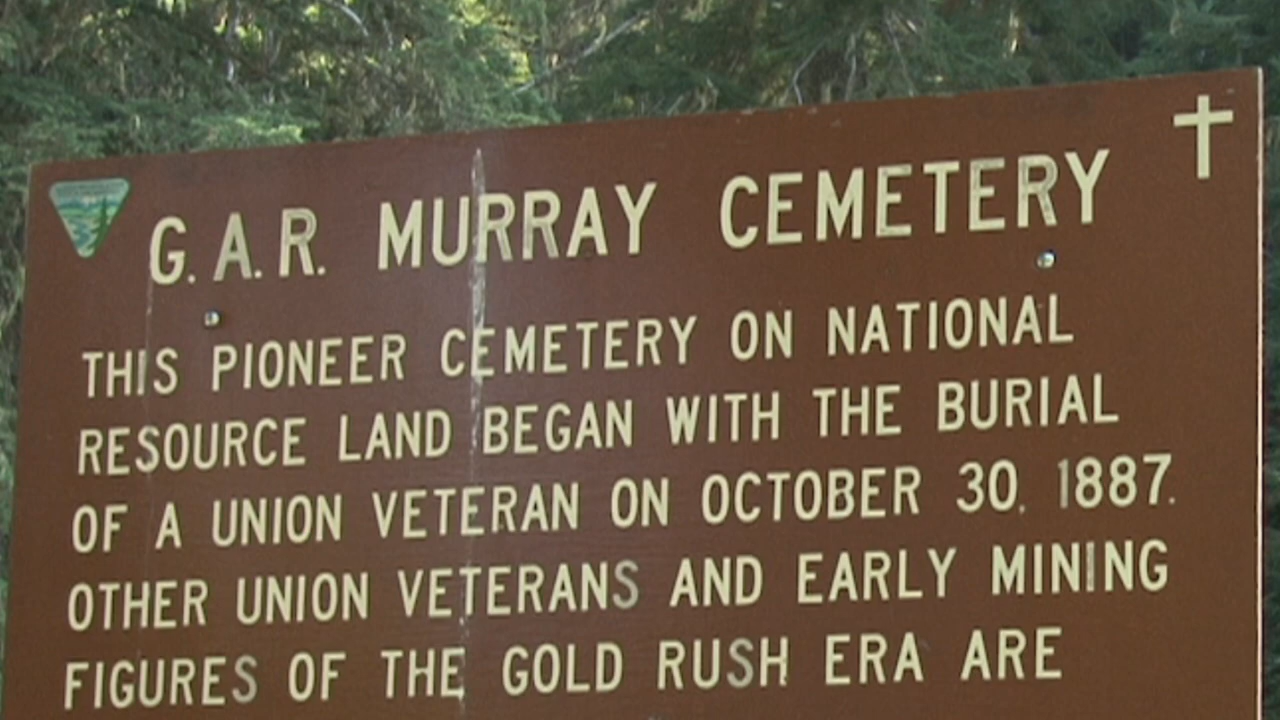 G.A.R. MURRAY CEMETERY
THIS PIONEER CEMETERY ON NATIONAL
RESOURCE LAND BEGAN WITH THE BURIAL
OF A UNION VETERAN ON OCTOBER 30, 1887.
OTHER UNION VETERANS AND EARLY MINING
FIGURES OF THE GOLD RUSH ERA ARE